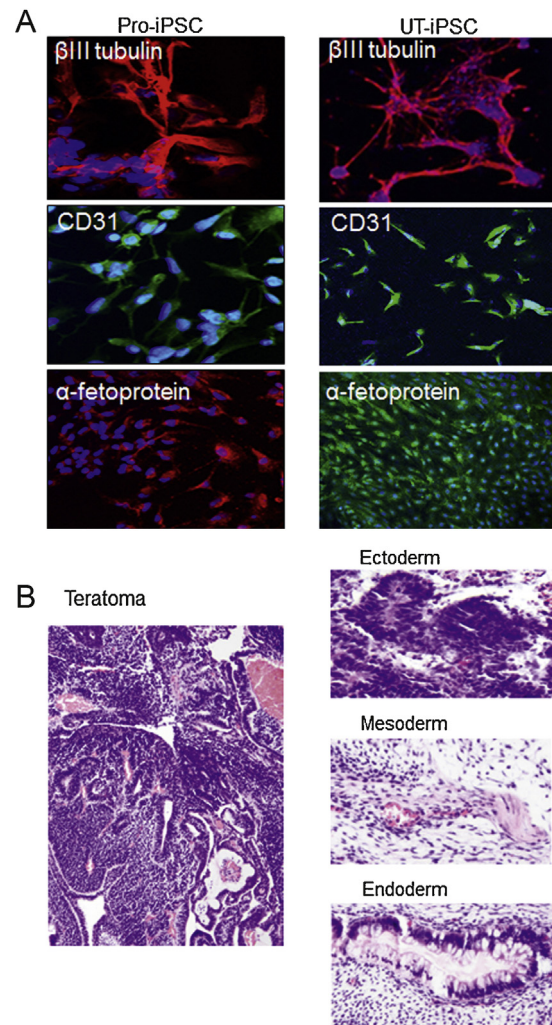 A
Pro-iPSC
UT-iPSC
βIII tubulin
βIII tubulin
CD31
CD31
α-fetoprotein
α-fetoprotein
B
Teratoma
Ectoderm
Mesoderm
Endoderm